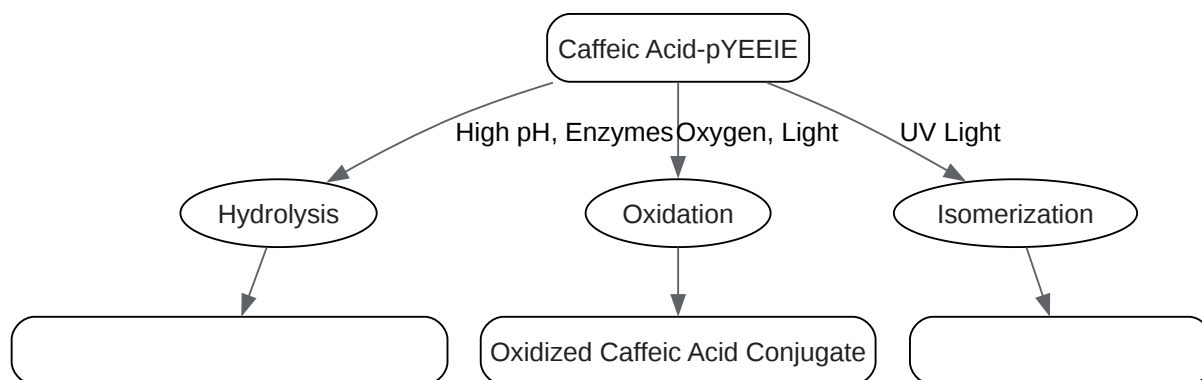 Caffeic Acid-pYEEIE
High pH, Enzymes
Oxygen, Light
UV Light
Hydrolysis
Oxidation
Isomerization
Oxidized Caffeic Acid Conjugate